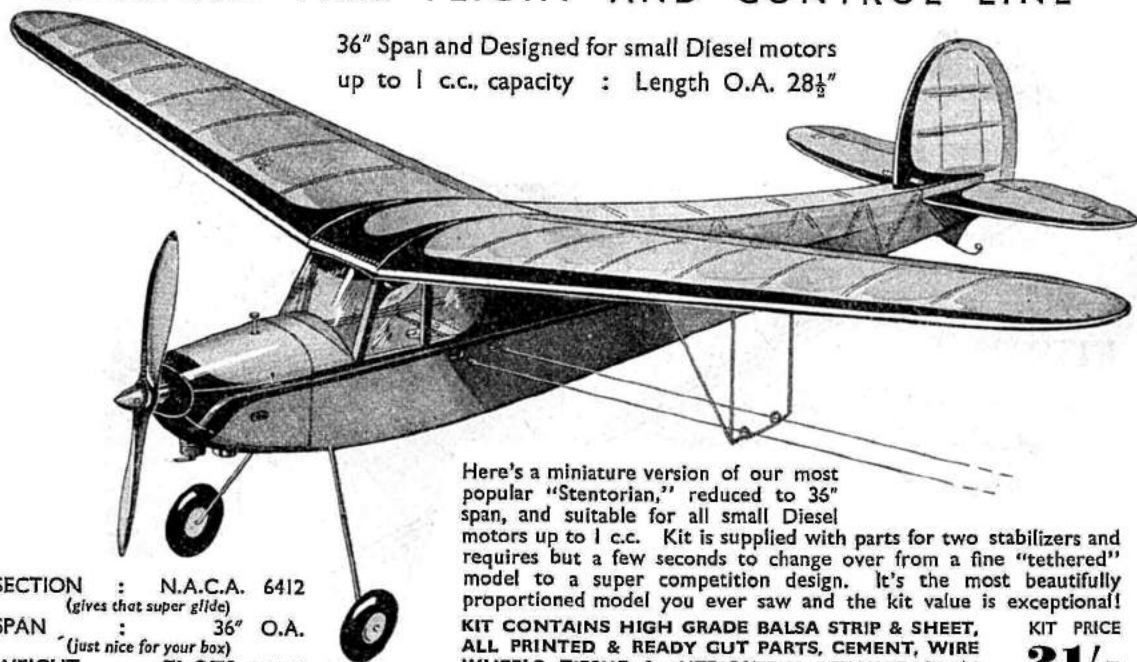 FLIGHT AND CONTROL LINE
36" Span and Designed for small Diesel motors
up to 1 c.c., capacity : Length O.A. 28½"
Here's a miniature version of our most
popular "Stentorian," reduced to 36"
span, and suitable for all small Diesel
motors up to 1 c.c. Kit is supplied with parts for two stabilizers and
requires but a few seconds to change over from a fine "tethered"
model to a super competition design. It's the most beautifully
proportioned model you ever saw and the kit value is exceptional!
SECTION : N.A.C.A. 6412
(gives that super glide)
SPAN : 36" O.A.
(just nice for your box)
KIT CONTAINS HIGH GRADE BALSA STRIP & SHEET,
ALL PRINTED & READY CUT PARTS, CEMENT, WIRE
KIT PRICE